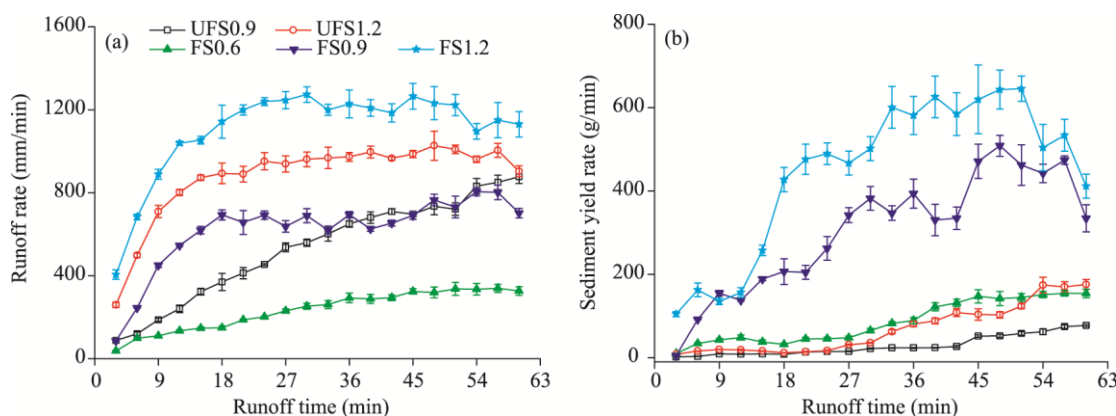 (a)
UFS0.9 UFS1.2
FS0.6 FS0.9 FS1.2
1600
1200
800
400
0
Runoff rate (mm/min)
0 9 18 27 36 45 54 63
Runoff time (min)
(b)
800
600
400
200
0
Sediment yield rate (g/min)
0 9 18 27 36 45 54 63
Runoff time (min)